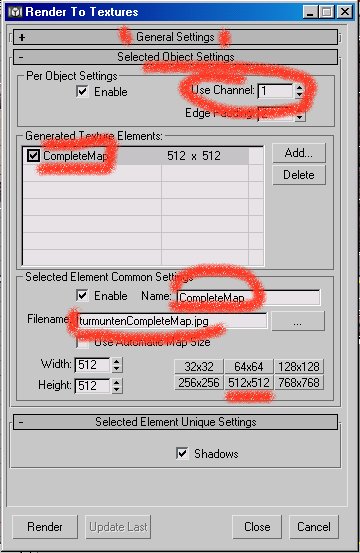 Render To Textures
+ General Settings
- Selected Object Settings
Per Object Settings
Enable
Use Channel: 1
Edge Padding: 2
Generated Texture Elements:
CompleteMap 512 x 512
Add...
Delete
Selected Element Common Settings
Enable Name: CompleteMap
Filename: turmuntenCompleteMap.jpg ...
Use Automatic Map Size
Width: 512 32x32 64x64 128x128
Height: 512 256x256 512x512 768x768
- Selected Element Unique Settings
Shadows
Render Update Last Close Cancel